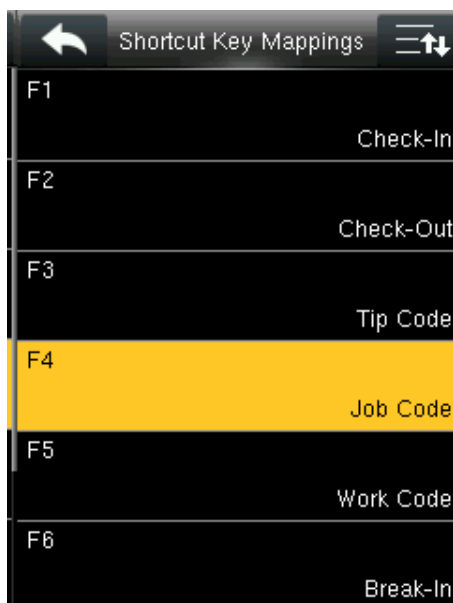 Shortcut Key Mappings
F1
Check-In
F2
Check-Out
F3
Tip Code
F4
Job Code
F5
Work Code
F6
Break-In